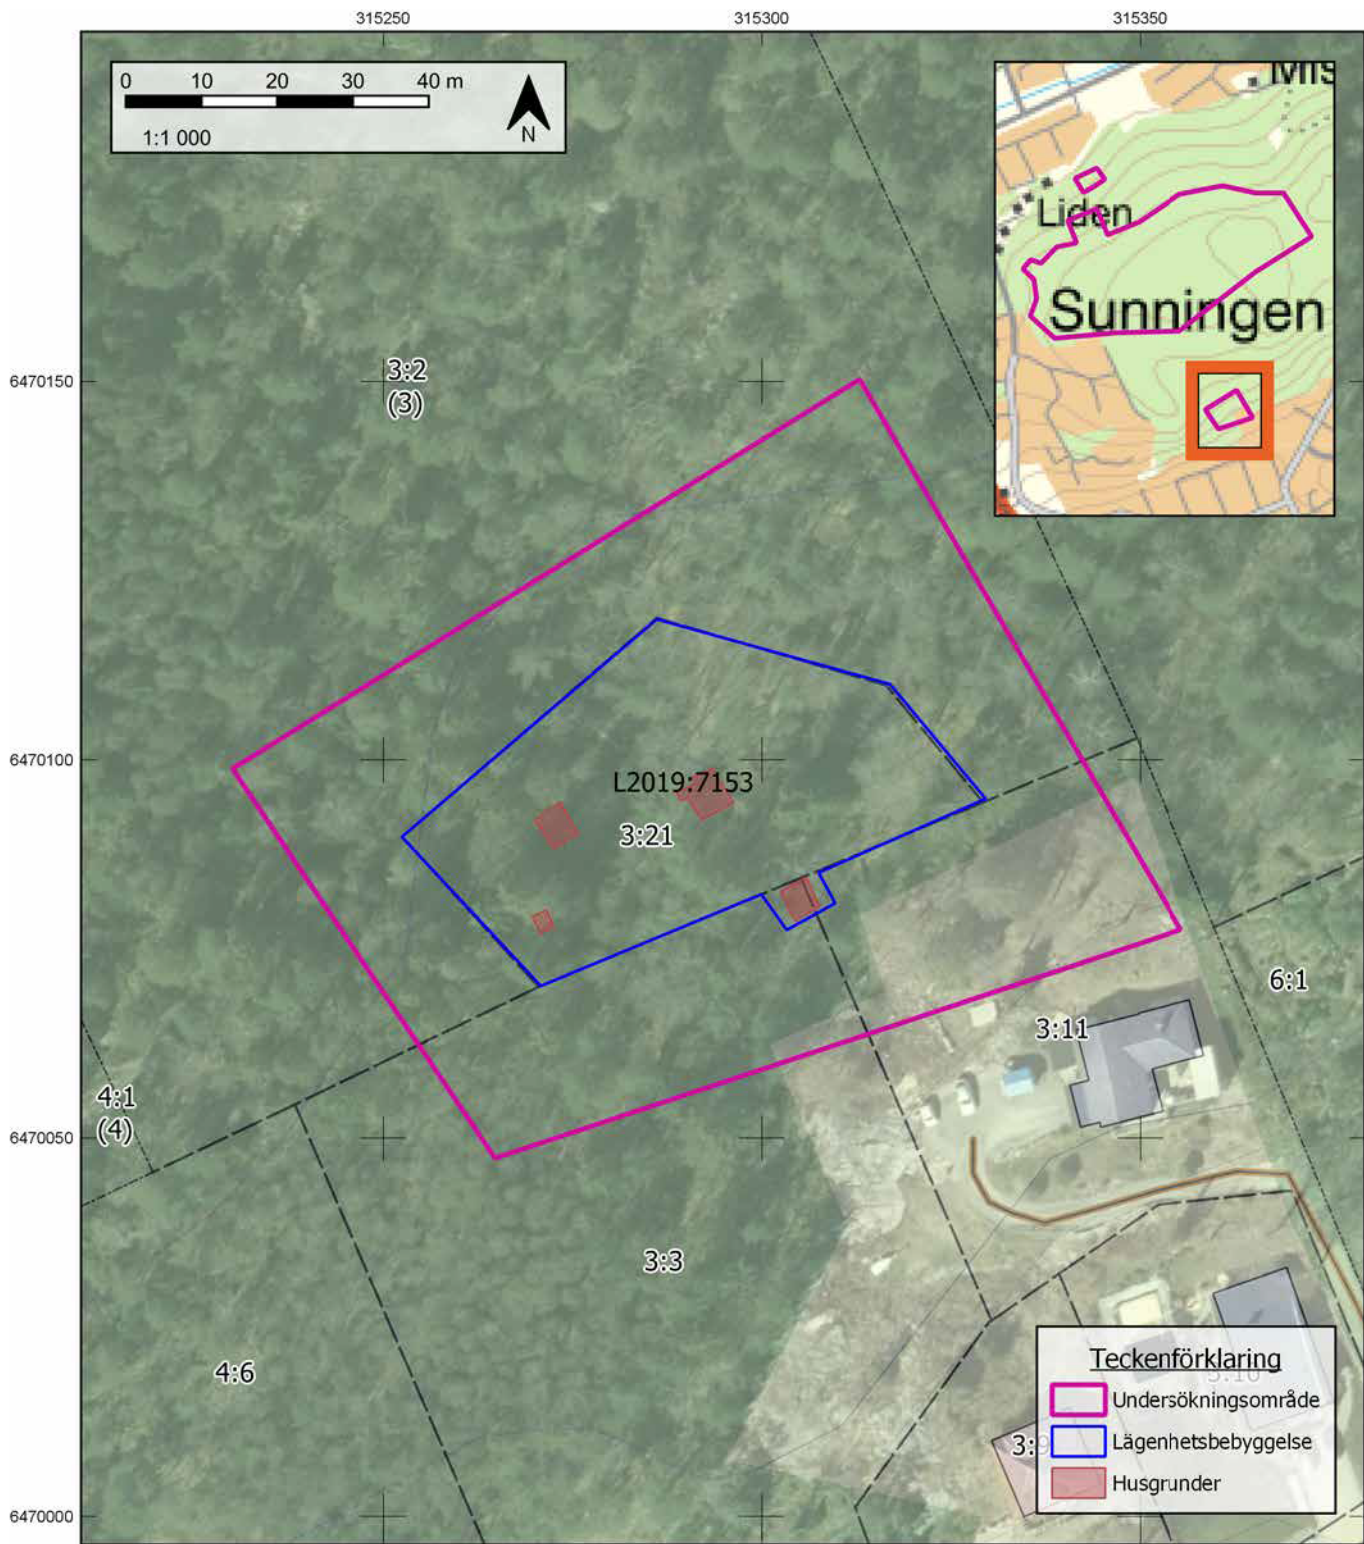 315250 315300 315350
0 10 20 30 40 m
1:1 000
N
Liden
Sunningen
6470150
3:2
(3)
6470100
L2019:7153
3:21
6:1
3:11
4:1
(4)
6470050
3:3
4:6
Teckenförklaring
Undersökningsområde
Lägenhetsbebyggelse
3:9
Husgrunder
6470000